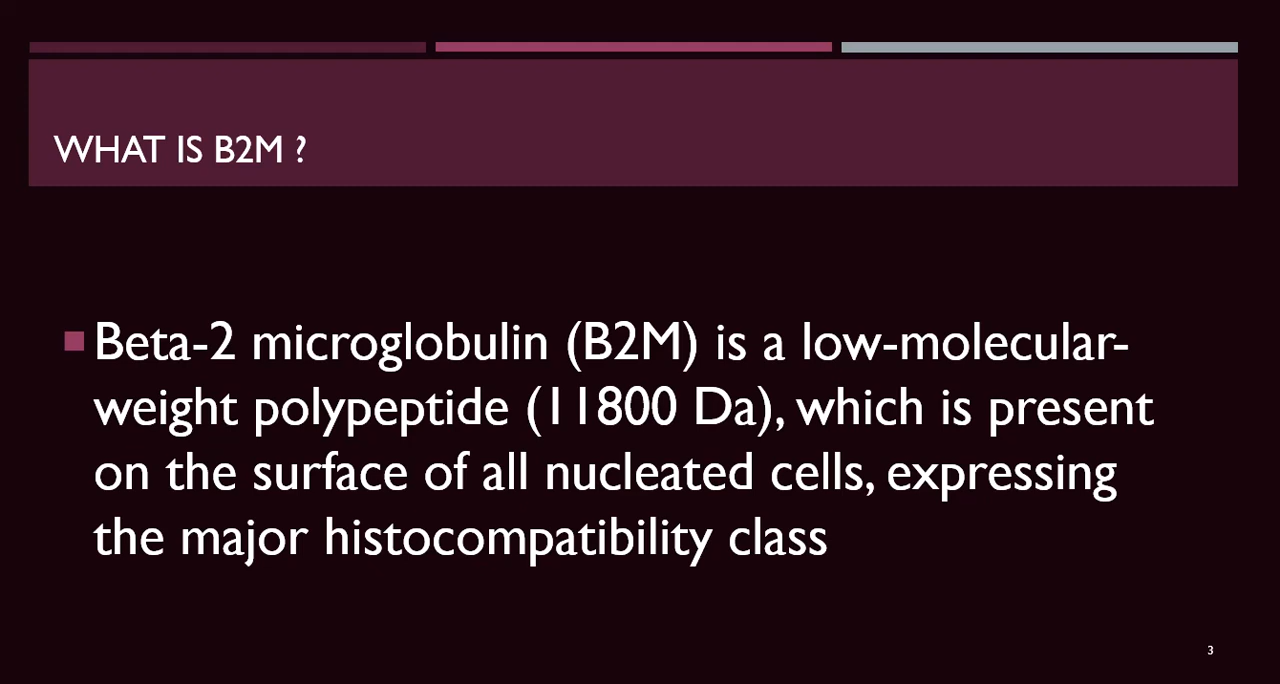 WHAT IS B2M ?
Beta-2 microglobulin (B2M) is a low-molecular-
weight polypeptide (11800 Da), which is present
on the surface of all nucleated cells, expressing
the major histocompatibility class
3